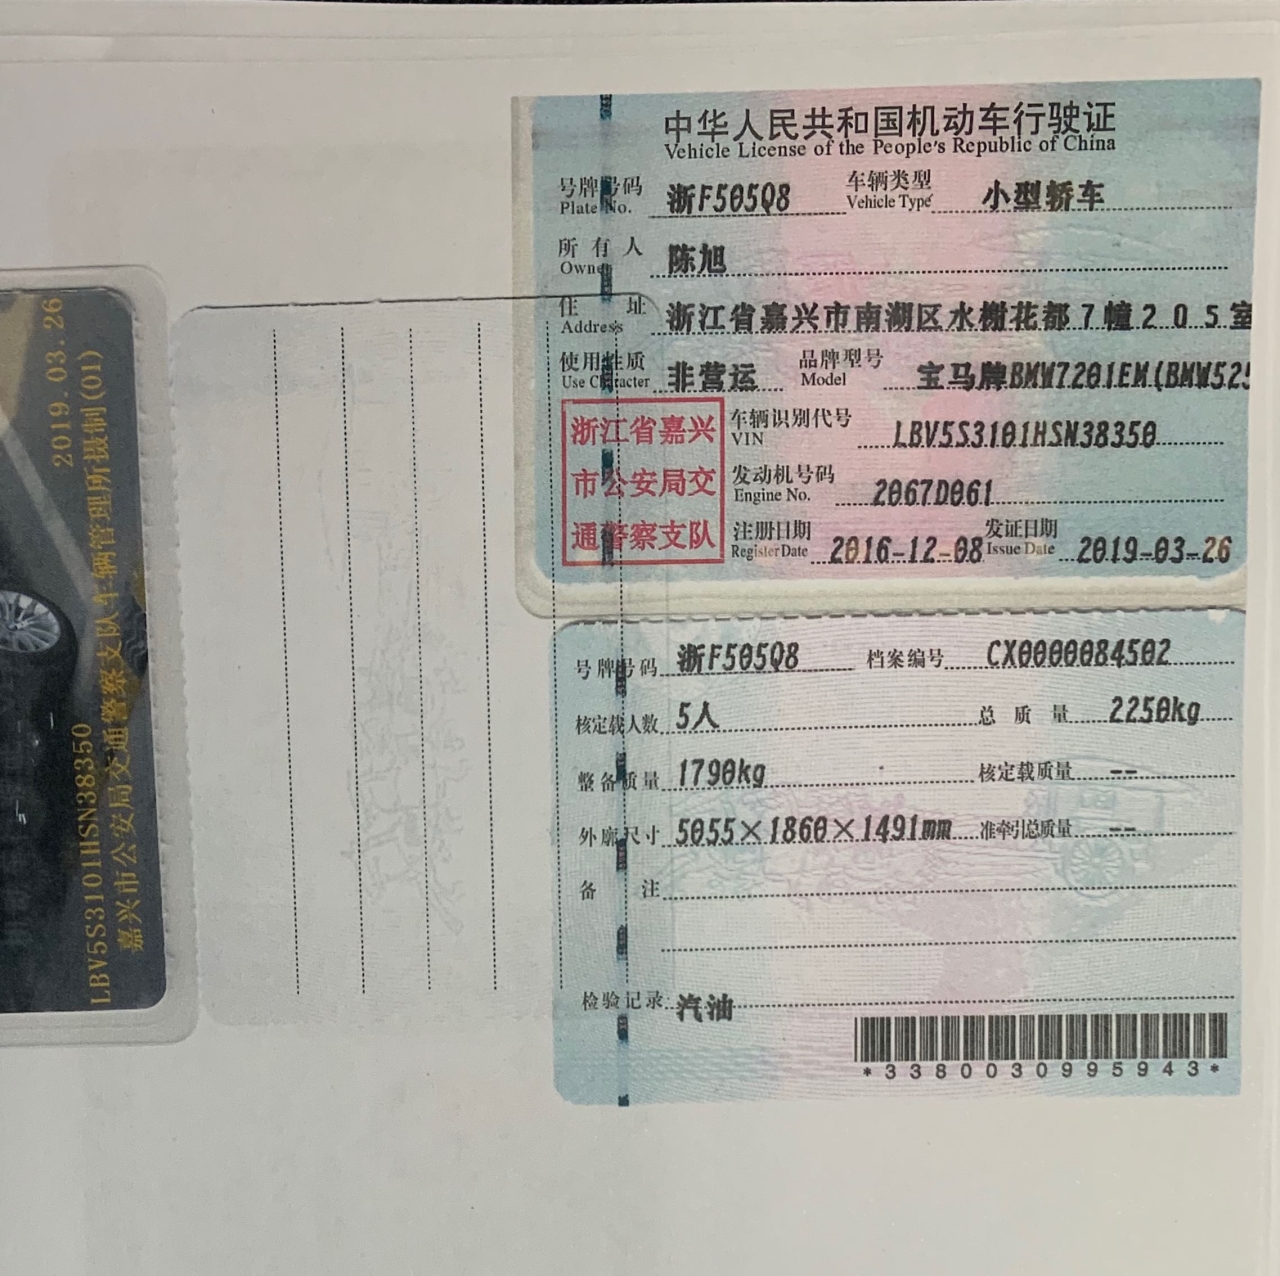 中华人民共和国机动车行驶证
Vehicle License of the People's Republic of China
号牌号码 Plate No. 浙F505Q8 车辆类型 Vehicle Type 小型轿车
所有人 Owner 陈旭
住址 Address 浙江省嘉兴市南湖区水榭花都7幢205室
使用性质 Use Character 非营运 品牌型号 Model 宝马牌BMW7201EM(BMW525
浙江省嘉兴
市公安局交
通警察支队
车辆识别代号 VIN LBV5S3101HSN38350
发动机号码 Engine No. 2067D061
注册日期 Register Date 2016-12-08 发证日期 Issue Date 2019-03-26
号牌号码 浙F505Q8 档案编号 CX0000084502
核定载人数 5人 总质量 2250kg
整备质量 1790kg 核定载质量 --
外廓尺寸 5055×1860×1491mm 准牵引总质量 --
备注
检验记录 汽油
*3380030995943*
2019.03.26
LBV5S3101HSN38350
嘉兴市公安局交通警察支队车辆管理所摄制(01)